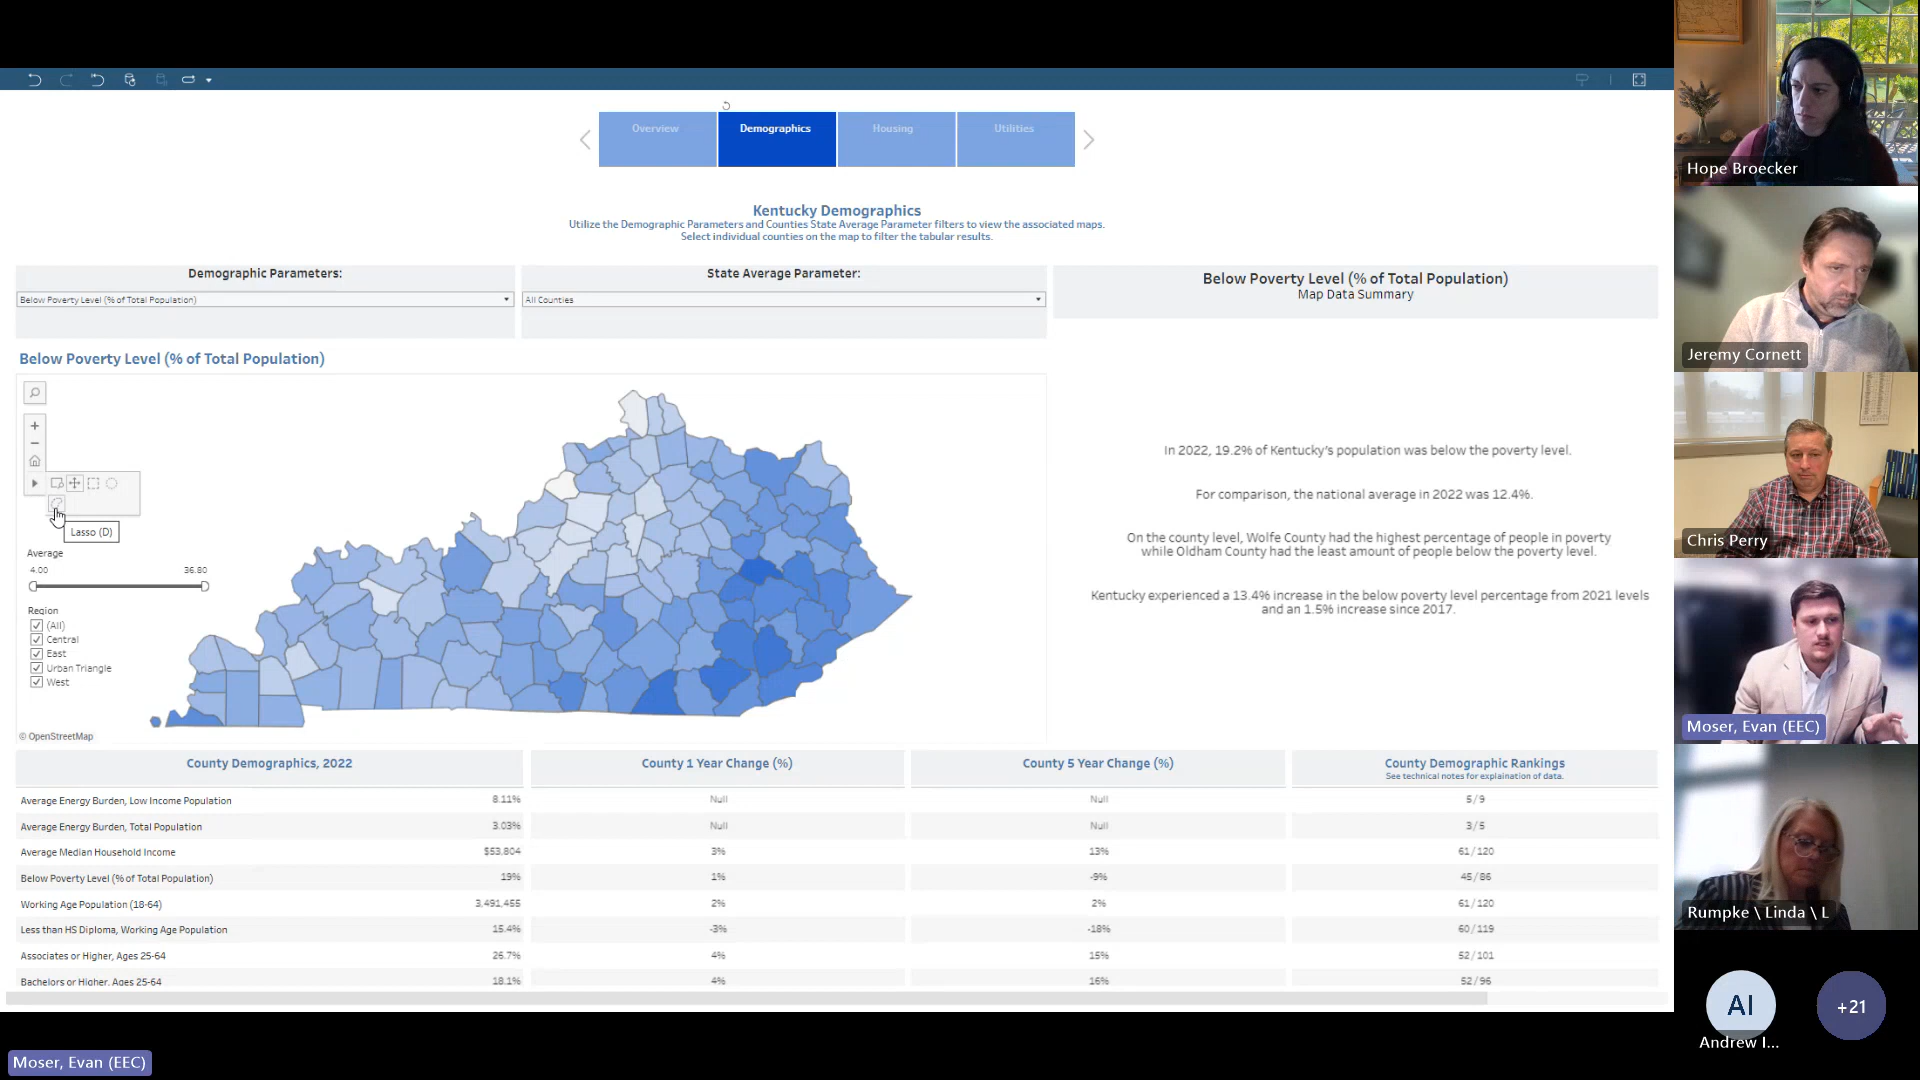 Overview
Demographics
Housing
Utilities
Kentucky Demographics
Utilize the Demographic Parameters and Counties State Average Parameter filters to view the associated maps.
Select individual counties on the map to filter the tabular results.
Demographic Parameters:
State Average Parameter:
Below Poverty Level (% of Total Population)
Map Data Summary
Below Poverty Level (% of Total Population)
All Counties
Below Poverty Level (% of Total Population)
Lasso (D)
Average
4.00 36.80
Region
(All)
Central
East
Urban Triangle
West
© OpenStreetMap
In 2022, 19.2% of Kentucky's population was below the poverty level.
For comparison, the national average in 2022 was 12.4%.
On the county level, Wolfe County had the highest percentage of people in poverty
while Oldham County had the least amount of people below the poverty level.
Kentucky experienced a 13.4% increase in the below poverty level percentage from 2021 levels
and an 1.5% increase since 2017.
County Demographics, 2022 County 1 Year Change (%) County 5 Year Change (%) County Demographic Rankings
See technical notes for explaination of data.
Average Energy Burden, Low Income Population 8.11% Null Null 5/9
Average Energy Burden, Total Population 3.03% Null Null 3/5
Average Median Household Income $53,804 3% 13% 61/120
Below Poverty Level (% of Total Population) 19% 1% -9% 45/86
Working Age Population (18-64) 3,491,455 2% 2% 61/120
Less than HS Diploma, Working Age Population 15.4% -3% -18% 60/119
Associates or Higher, Ages 25-64 26.7% 4% 15% 52/101
Bachelors or Higher, Ages 25-64 18.1% 4% 16% 52/96
Hope Broecker
Jeremy Cornett
Chris Perry
Moser, Evan (EEC)
Rumpke \ Linda \ L
AI
+21
Andrew I...
Moser, Evan (EEC)